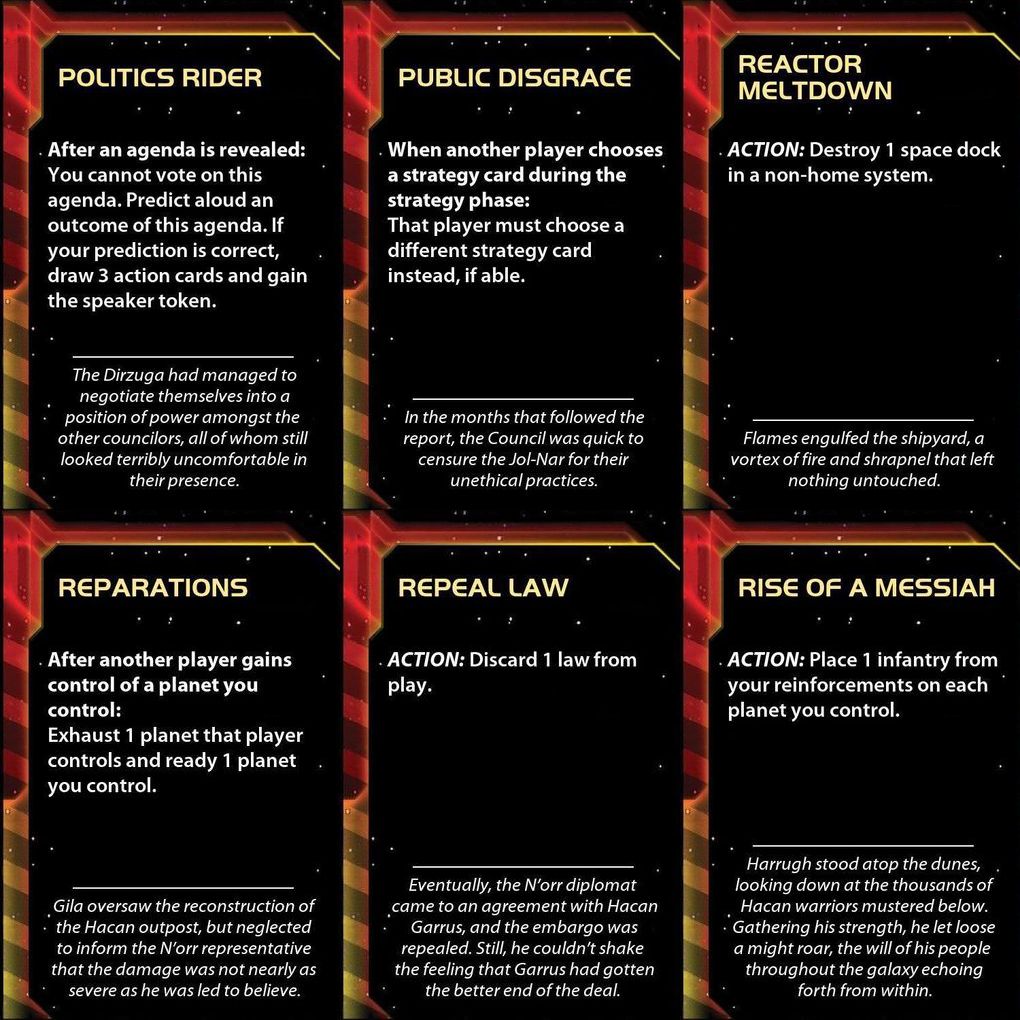 POLITICS RIDER
After an agenda is revealed:
You cannot vote on this
agenda. Predict aloud an
outcome of this agenda. If
your prediction is correct,
draw 3 action cards and gain
the speaker token.
The Dirzuga had managed to
negotiate themselves into a
position of power amongst the
other councilors, all of whom still
looked terribly uncomfortable in
their presence.
PUBLIC DISGRACE
When another player chooses
a strategy card during the
strategy phase:
That player must choose a
different strategy card
instead, if able.
In the months that followed the
report, the Council was quick to
censure the Jol-Nar for their
unethical practices.
REACTOR
MELTDOWN
ACTION: Destroy 1 space dock
in a non-home system.
Flames engulfed the shipyard, a
vortex of fire and shrapnel that left
nothing untouched.
REPARATIONS
After another player gains
control of a planet you
control:
Exhaust 1 planet that player
controls and ready 1 planet
you control.
Gila oversaw the reconstruction of
the Hacan outpost, but neglected
to inform the N'orr representative
that the damage was not nearly as
severe as he was led to believe.
REPEAL LAW
ACTION: Discard 1 law from
play.
Eventually, the N'orr diplomat
came to an agreement with Hacan
Garrus, and the embargo was
repealed. Still, he couldn't shake
the feeling that Garrus had gotten
the better end of the deal.
RISE OF A MESSIAH
ACTION: Place 1 infantry from
your reinforcements on each
planet you control.
Harrugh stood atop the dunes,
looking down at the thousands of
Hacan warriors mustered below.
Gathering his strength, he let loose
a might roar, the will of his people
throughout the galaxy echoing
forth from within.